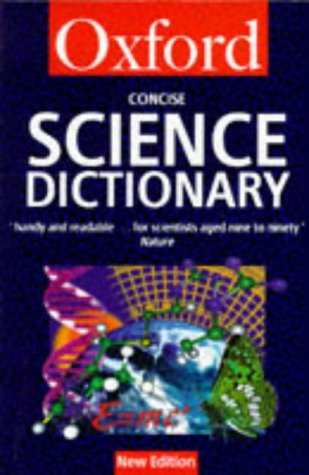 Oxford
CONCISE
SCIENCE
DICTIONARY
'handy and readable ... for scientists aged nine to ninety'
Nature
E=mc²
New Edition